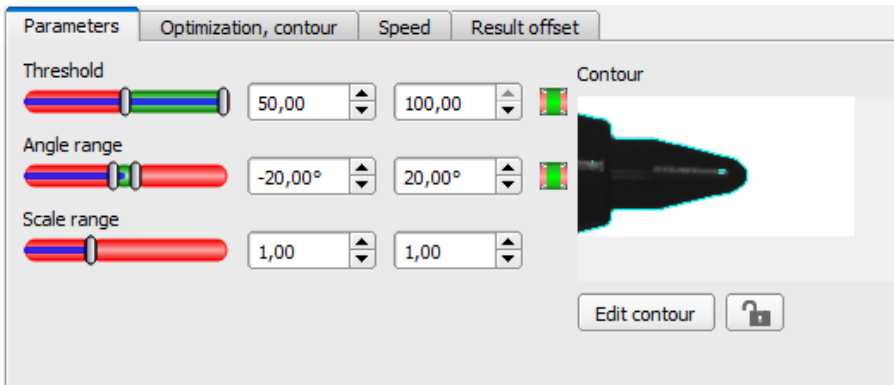 Parameters Optimization, contour Speed Result offset
Threshold
50,00 100,00
Contour
Angle range
-20,00° 20,00°
Scale range
1,00 1,00
Edit contour